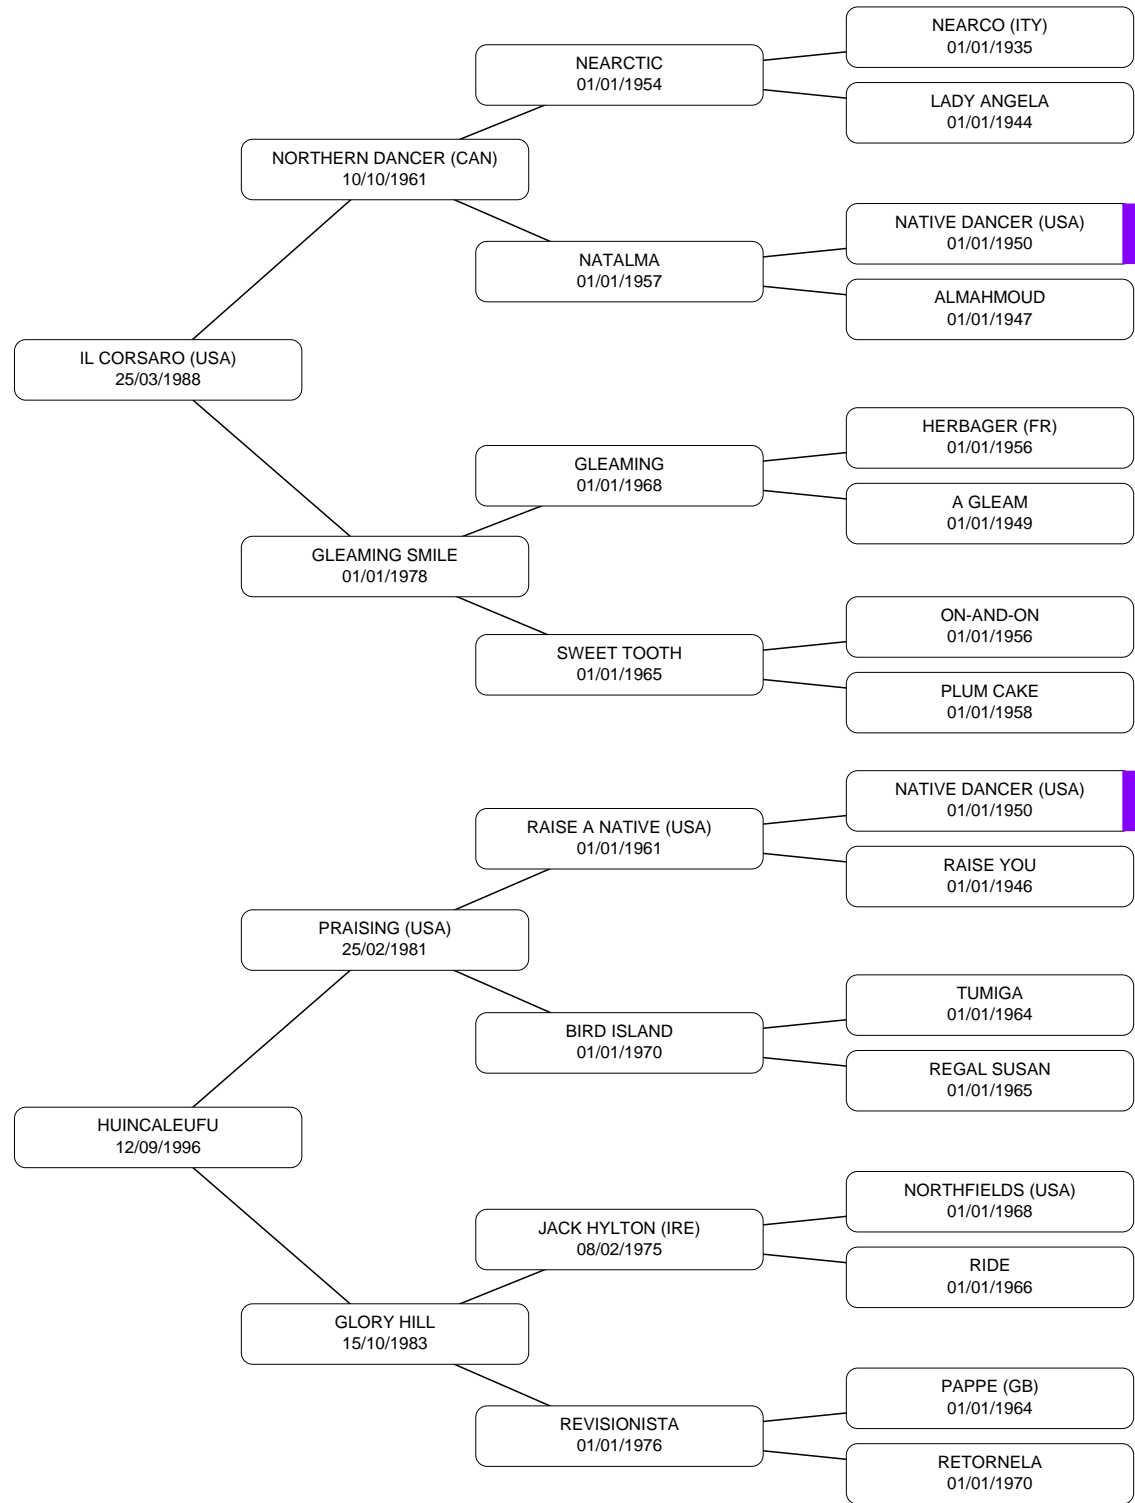 NEARCO (ITY)
01/01/1935
NEARCTIC
01/01/1954
LADY ANGELA
01/01/1944
NORTHERN DANCER (CAN)
10/10/1961
NATIVE DANCER (USA)
01/01/1950
NATALMA
01/01/1957
ALMAHMOUD
01/01/1947
IL CORSARO (USA)
25/03/1988
HERBAGER (FR)
01/01/1956
GLEAMING
01/01/1968
A GLEAM
01/01/1949
GLEAMING SMILE
01/01/1978
ON-AND-ON
01/01/1956
SWEET TOOTH
01/01/1965
PLUM CAKE
01/01/1958
NATIVE DANCER (USA)
01/01/1950
RAISE A NATIVE (USA)
01/01/1961
RAISE YOU
01/01/1946
PRAISING (USA)
25/02/1981
TUMIGA
01/01/1964
BIRD ISLAND
01/01/1970
REGAL SUSAN
01/01/1965
HUINCALEUFU
12/09/1996
NORTHFIELDS (USA)
01/01/1968
JACK HYLTON (IRE)
08/02/1975
RIDE
01/01/1966
GLORY HILL
15/10/1983
PAPPE (GB)
01/01/1964
REVISIONISTA
01/01/1976
RETORNELA
01/01/1970